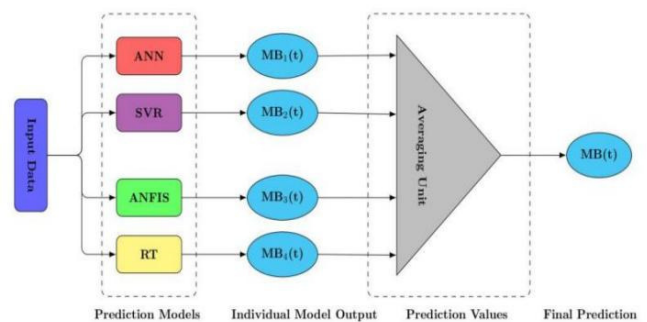 ANN
MB₁(t)
SVR
MB₂(t)
Input Data
Averaging Unit
MB(t)
ANFIS
MB₃(t)
RT
MB₄(t)
Prediction Models
Individual Model Output
Prediction Values
Final Prediction